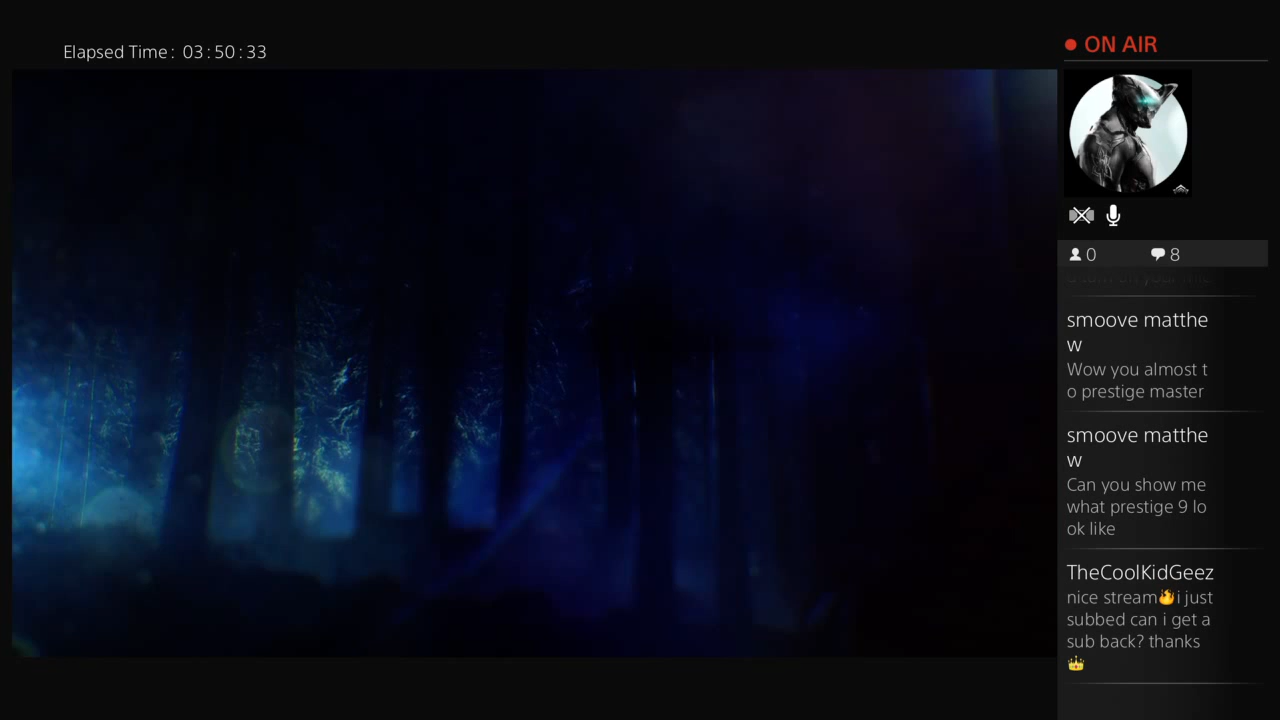 Elapsed Time: 03:50:33
ON AIR
0
8
smoove matthe
w
Wow you almost t
o prestige master
smoove matthe
w
Can you show me
what prestige 9 lo
ok like
TheCoolKidGeez
nice stream🔥i just
subbed can i get a
sub back? thanks
👑